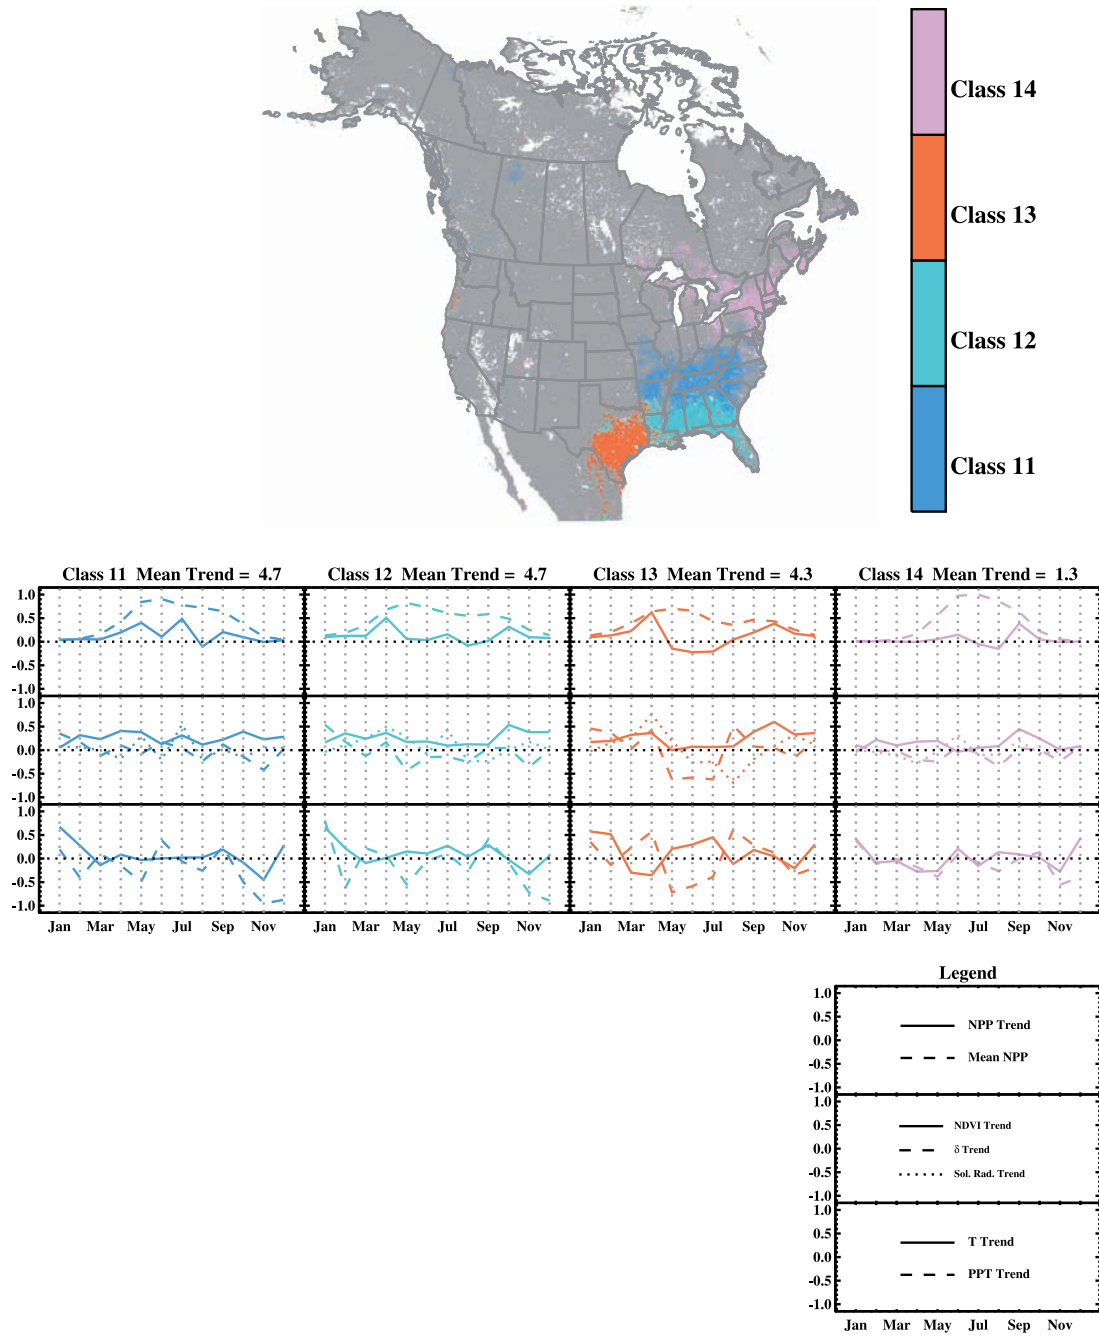 Class 14
Class 13
Class 12
Class 11
Class 11 Mean Trend = 4.7
Class 12 Mean Trend = 4.7
Class 13 Mean Trend = 4.3
Class 14 Mean Trend = 1.3
1.0
0.5
0.0
-0.5
-1.0
1.0
0.5
0.0
-0.5
-1.0
1.0
0.5
0.0
-0.5
-1.0
Jan Mar May Jul Sep Nov
Jan Mar May Jul Sep Nov
Jan Mar May Jul Sep Nov
Jan Mar May Jul Sep Nov
Legend
1.0
0.5
0.0
-0.5
-1.0
NPP Trend
Mean NPP
1.0
0.5
0.0
-0.5
-1.0
NDVI Trend
δ Trend
Sol. Rad. Trend
1.0
0.5
0.0
-0.5
-1.0
T Trend
PPT Trend
Jan Mar May Jul Sep Nov